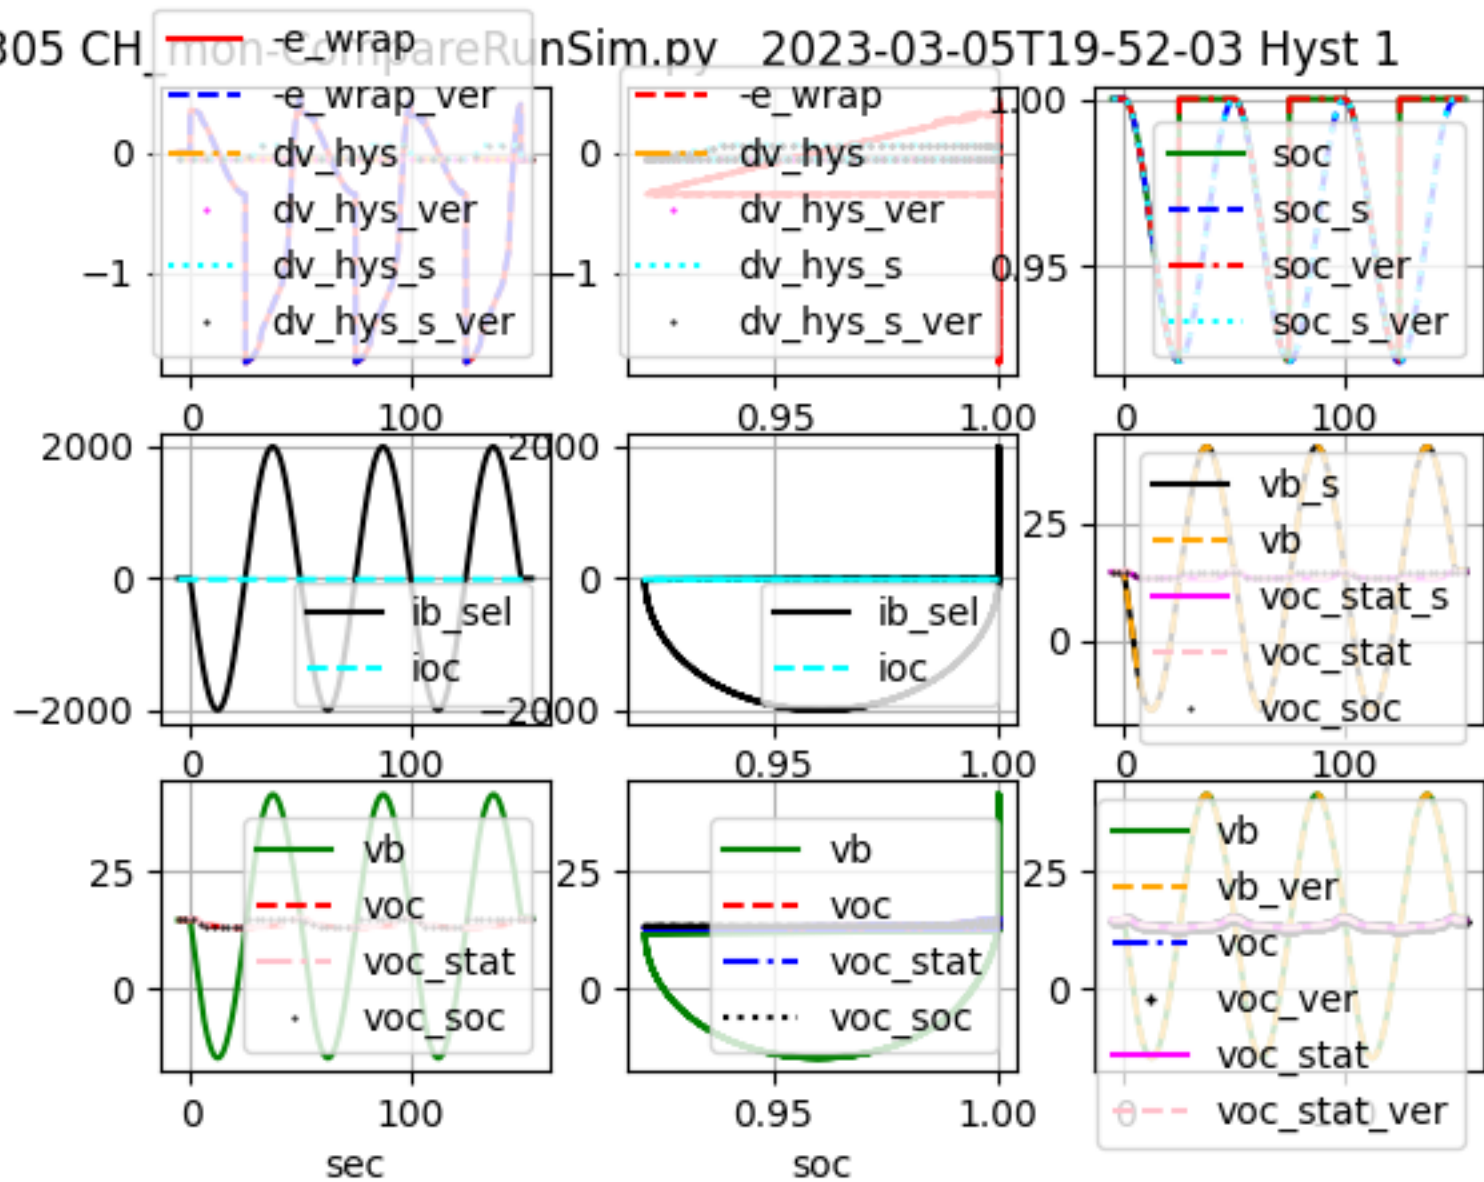 305 CH_mon-CompareRunSim.py 2023-03-05T19-52-03 Hyst 1
-e_wrap
-e_wrap_ver
dv_hys
dv_hys_ver
dv_hys_s
dv_hys_s_ver
0
−1
0 100
-e_wrap
dv_hys
dv_hys_ver
dv_hys_s
dv_hys_s_ver
0
−1
0.95 1.00
1.00
0.95
soc
soc_s
soc_ver
soc_s_ver
0 100
2000
0
−2000
ib_sel
ioc
0 100
2000
0
−2000
ib_sel
ioc
0.95 1.00
25
0
vb_s
vb
voc_stat_s
voc_stat
voc_soc
0 100
25
0
vb
voc
voc_stat
voc_soc
0 100
sec
25
0
vb
voc
voc_stat
voc_soc
0.95 1.00
soc
25
0
vb
vb_ver
voc
voc_ver
voc_stat
voc_stat_ver
0